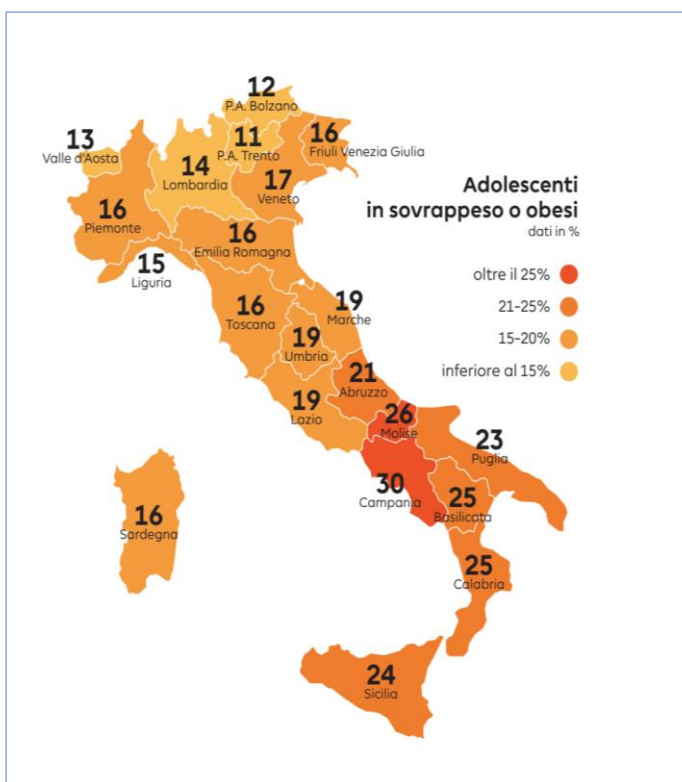 12
P.A. Bolzano
13
Valle d'Aosta
11
P.A. Trento
16
Friuli Venezia Giulia
14
Lombardia
17
Veneto
16
Piemonte
16
Emilia Romagna
15
Liguria
16
Toscana
19
Marche
19
Umbria
21
Abruzzo
19
Lazio
26
Molise
23
Puglia
30
Campania
25
Basilicata
16
Sardegna
25
Calabria
24
Sicilia
Adolescenti
in sovrappeso o obesi
dati in %
oltre il 25%
21-25%
15-20%
inferiore al 15%